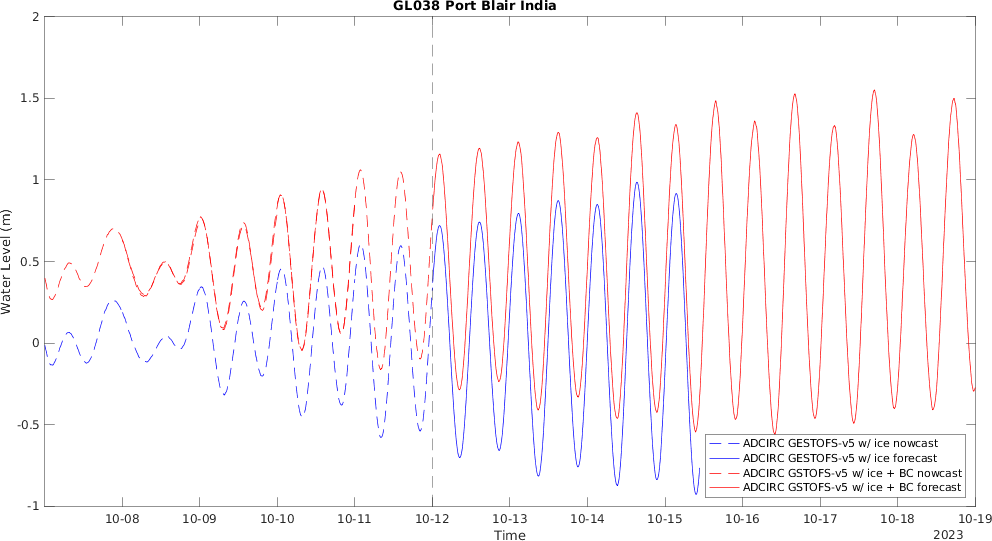 GL038 Port Blair India
2
1.5
1
0.5
0
-0.5
-1
Water Level (m)
10-08 10-09 10-10 10-11 10-12 10-13 10-14 10-15 10-16 10-17 10-18 10-19
Time
2023
ADCIRC GESTOFS-v5 w/ ice nowcast
ADCIRC GESTOFS-v5 w/ ice forecast
ADCIRC GSTOFS-v5 w/ ice + BC nowcast
ADCIRC GSTOFS-v5 w/ ice + BC forecast